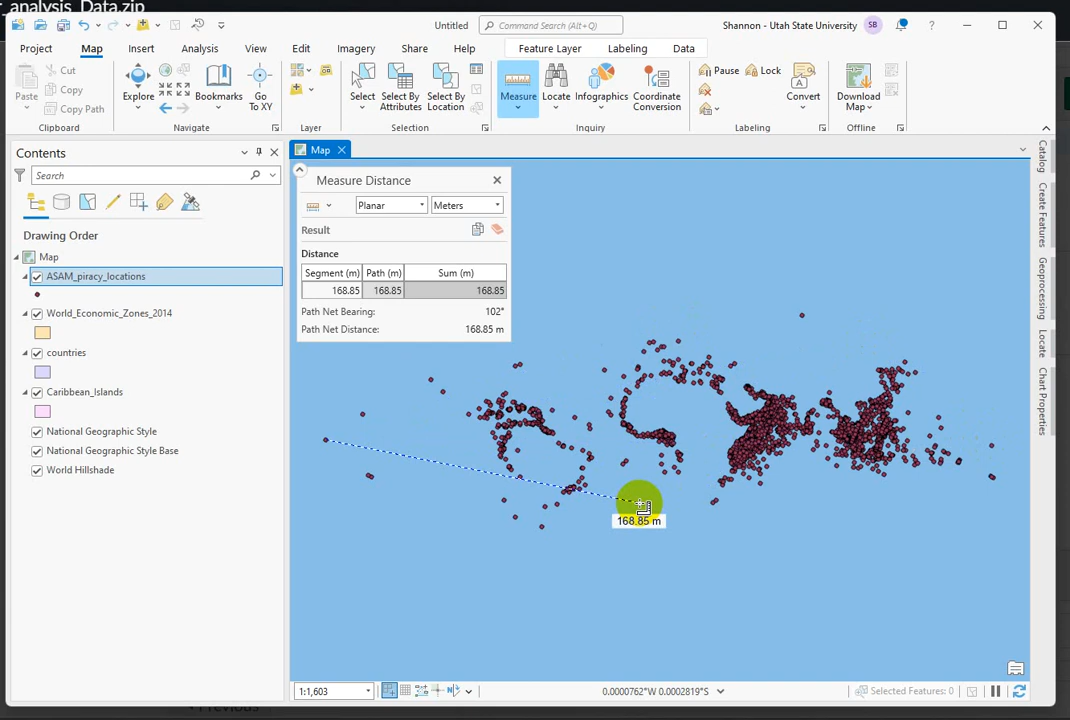 r_analysis_Data.zip
Untitled
Command Search (Alt+Q)
Shannon - Utah State University
SB
?
Project
Map
Insert
Analysis
View
Edit
Imagery
Share
Help
Feature Layer
Labeling
Data
Paste
Cut
Copy
Copy Path
Clipboard
Explore
Bookmarks
Go
To XY
Navigate
Layer
Select
Select By
Attributes
Select By
Location
Selection
Measure
Locate
Infographics
Coordinate
Conversion
Inquiry
Pause
Lock
Labeling
Convert
Download
Map
Offline
Contents
Search
Drawing Order
Map
ASAM_piracy_locations
World_Economic_Zones_2014
countries
Caribbean_Islands
National Geographic Style
National Geographic Style Base
World Hillshade
Map
Measure Distance
Planar
Meters
Result
Distance
Segment (m) Path (m) Sum (m)
168.85 168.85 168.85
Path Net Bearing: 102°
Path Net Distance: 168.85 m
168.85 m
Catalog
Create Features
Geoprocessing
Locate
Chart Properties
1:1,603
0.0000762°W 0.0002819°S
Selected Features: 0
Previous